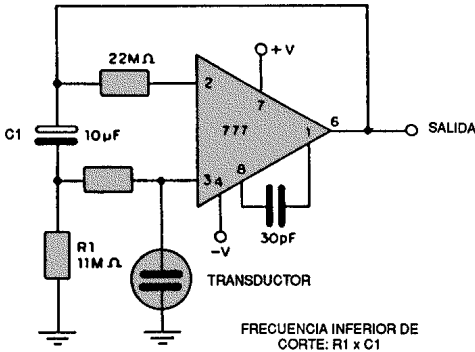 22MΩ
+V
2
7
C1
10µF
777
1
6
SALIDA
3
4
8
-V
30pF
R1
11MΩ
TRANSDUCTOR
FRECUENCIA INFERIOR DE
CORTE: R1 x C1